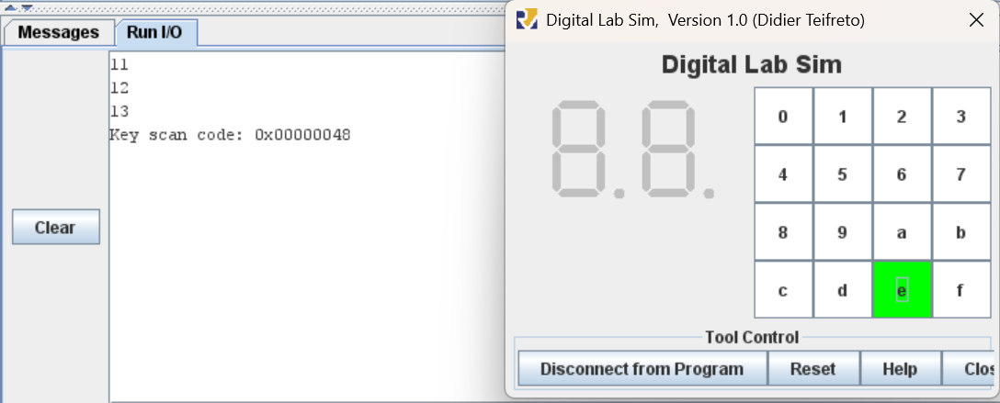 Messages
Run I/O
11
12
13
Key scan code: 0x00000048
Clear
Digital Lab Sim, Version 1.0 (Didier Teifreto)
Digital Lab Sim
8.8.
0 1 2 3
4 5 6 7
8 9 a b
c d e f
Tool Control
Disconnect from Program
Reset
Help
Clos